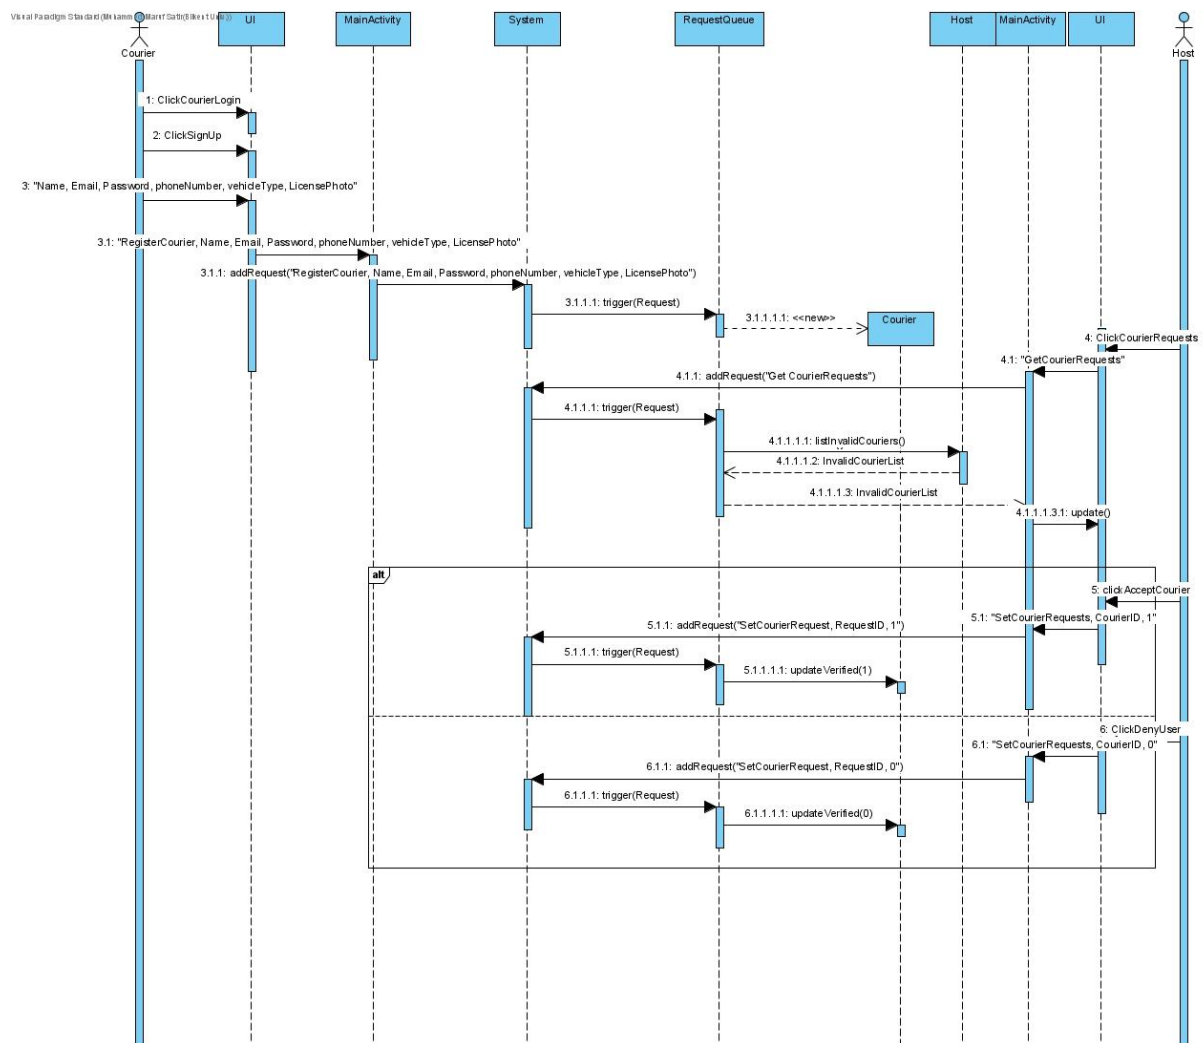 Visual Paradigm Standard
UI
MainActivity
System
RequestQueue
Host
MainActivity
UI
Courier
Host
1: ClickCourierLogin
2: ClickSignUp
3: "Name, Email, Password, phoneNumber, vehicleType, LicensePhoto"
3.1: "RegisterCourier, Name, Email, Password, phoneNumber, vehicleType, LicensePhoto"
3.1.1: addRequest("RegisterCourier, Name, Email, Password, phoneNumber, vehicleType, LicensePhoto")
3.1.1.1: trigger(Request)
3.1.1.1.1: <<new>>
Courier
4: ClickCourierRequests
4.1: "GetCourierRequests"
4.1.1: addRequest("Get CourierRequests")
4.1.1.1: trigger(Request)
4.1.1.1.1: listInvalidCouriers()
4.1.1.1.2: InvalidCourierList
4.1.1.1.3: InvalidCourierList
4.1.1.1.3.1: update()
alt
5: clickAcceptCourier
5.1: "SetCourierRequests, CourierID, 1"
5.1.1: addRequest("SetCourierRequest, RequestID, 1")
5.1.1.1: trigger(Request)
5.1.1.1.1: updateVerified(1)
6: ClickDenyUser
6.1: "SetCourierRequests, CourierID, 0"
6.1.1: addRequest("SetCourierRequest, RequestID, 0")
6.1.1.1: trigger(Request)
6.1.1.1.1: updateVerified(0)